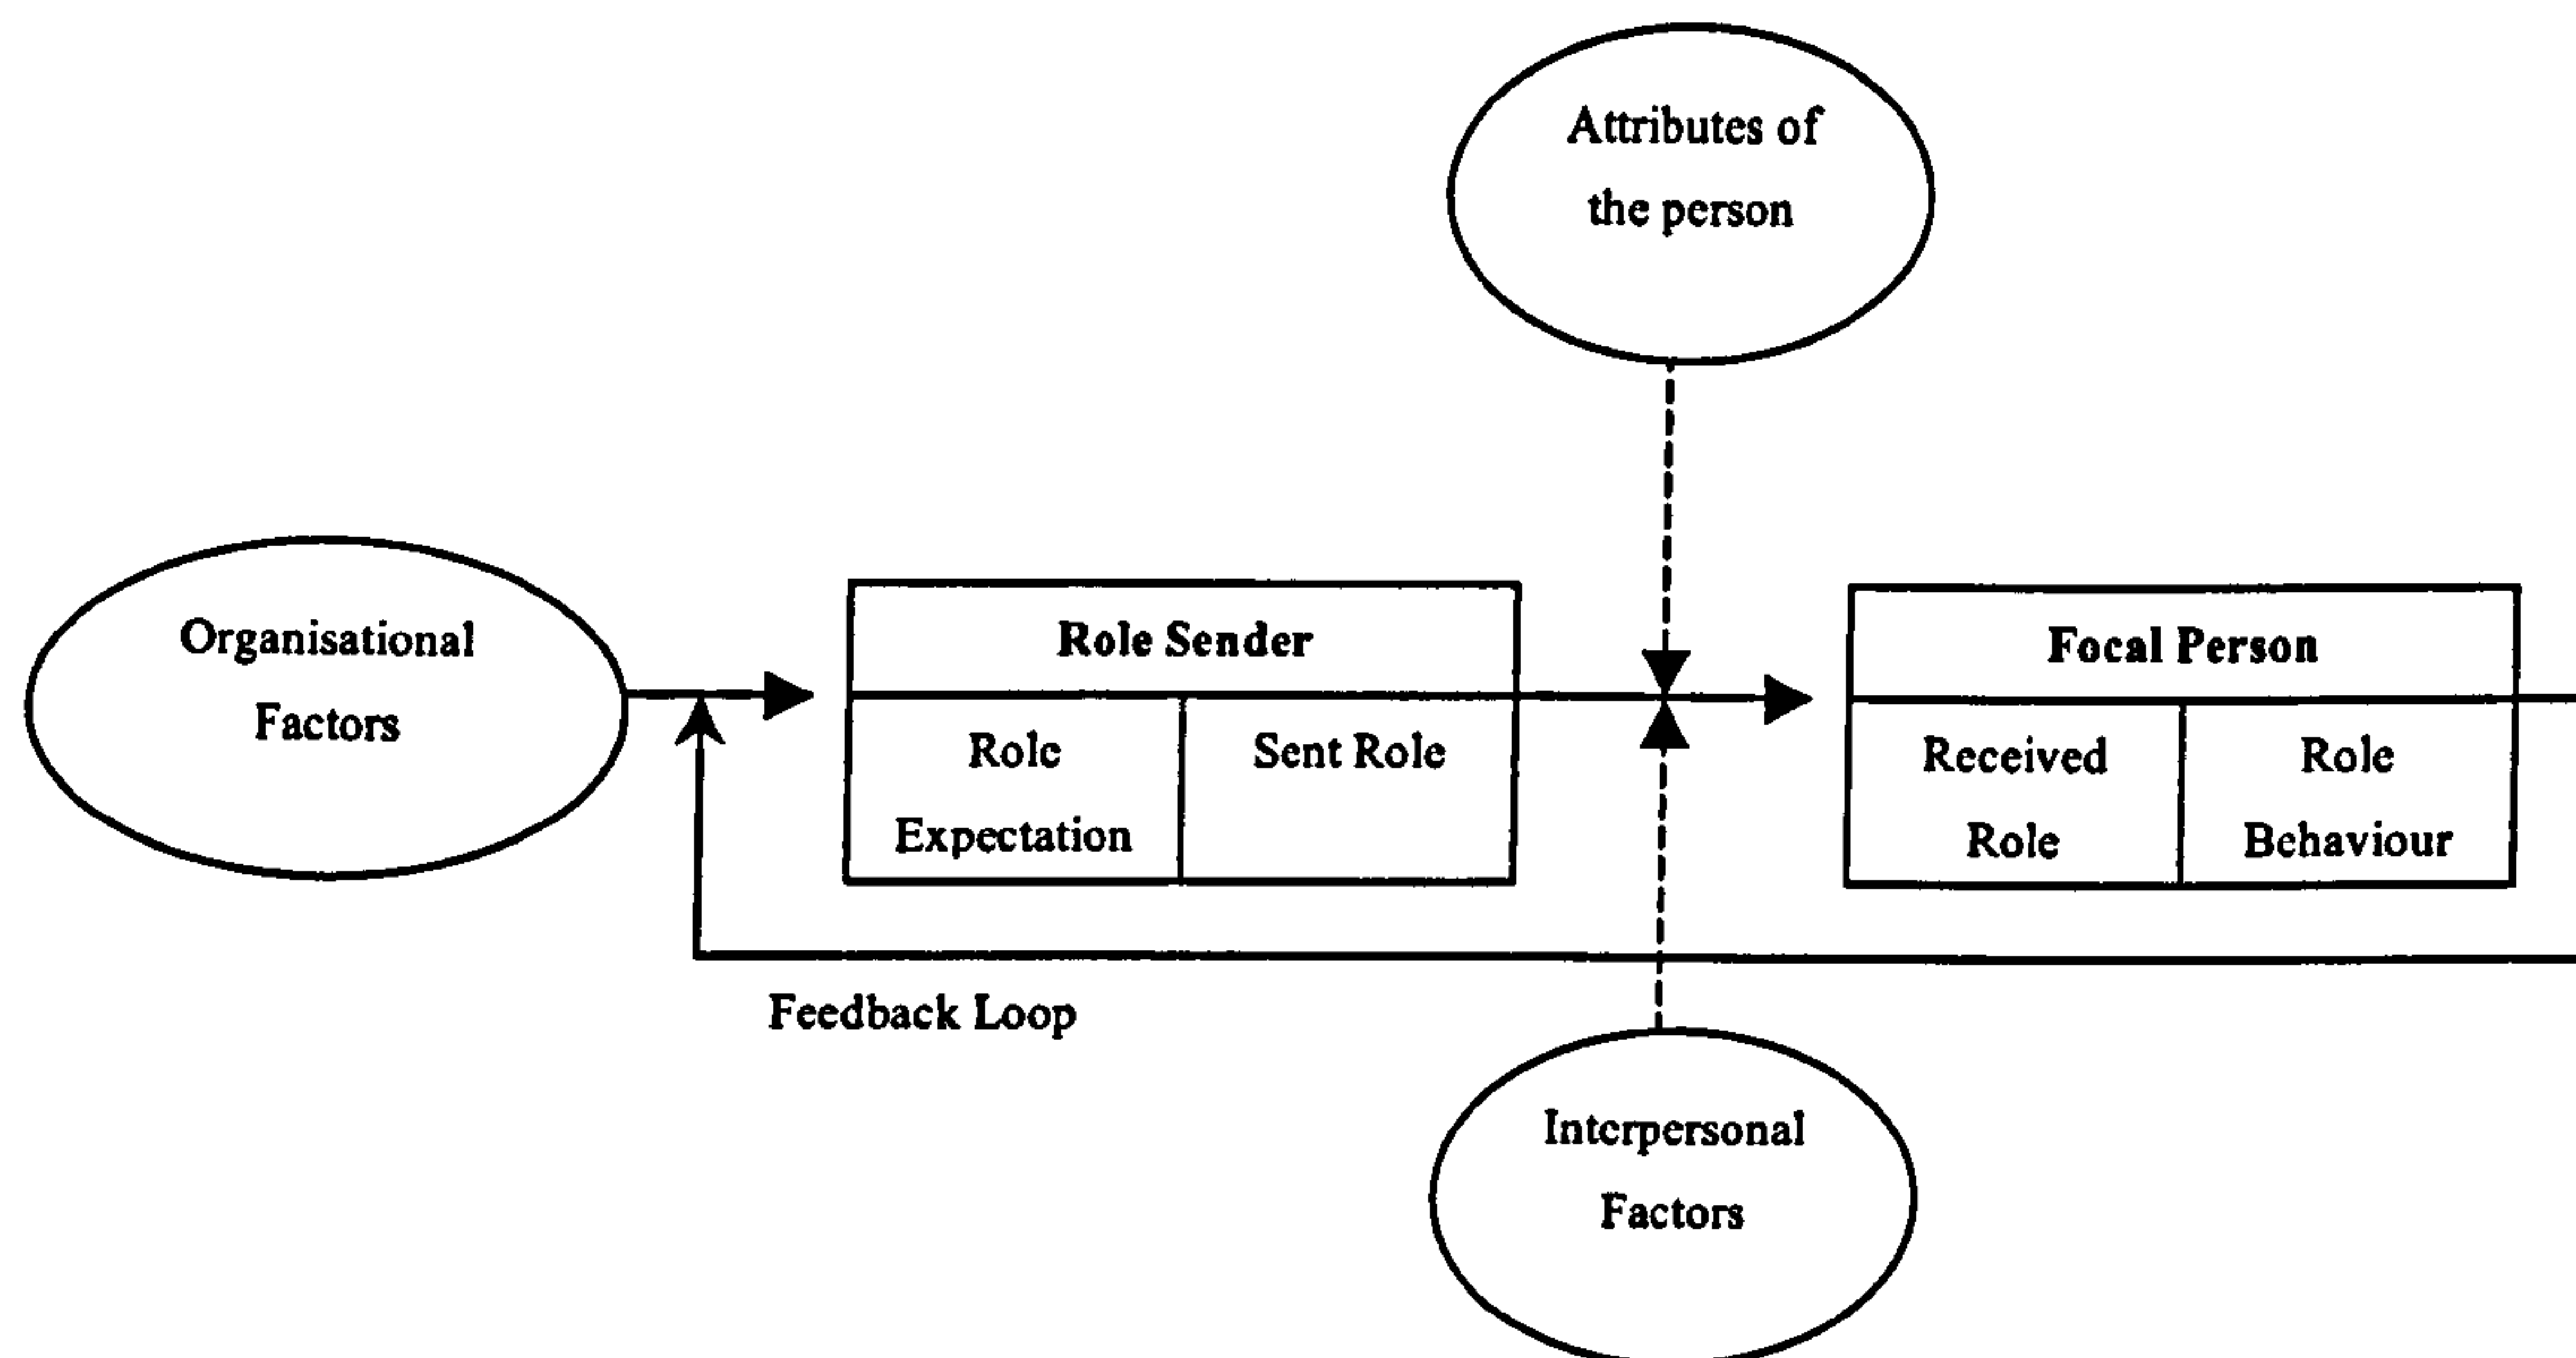 Attributes of
the person
Organisational
Factors
Role Sender
Role
Expectation
Sent Role
Focal Person
Received
Role
Role
Behaviour
Feedback Loop
Interpersonal
Factors